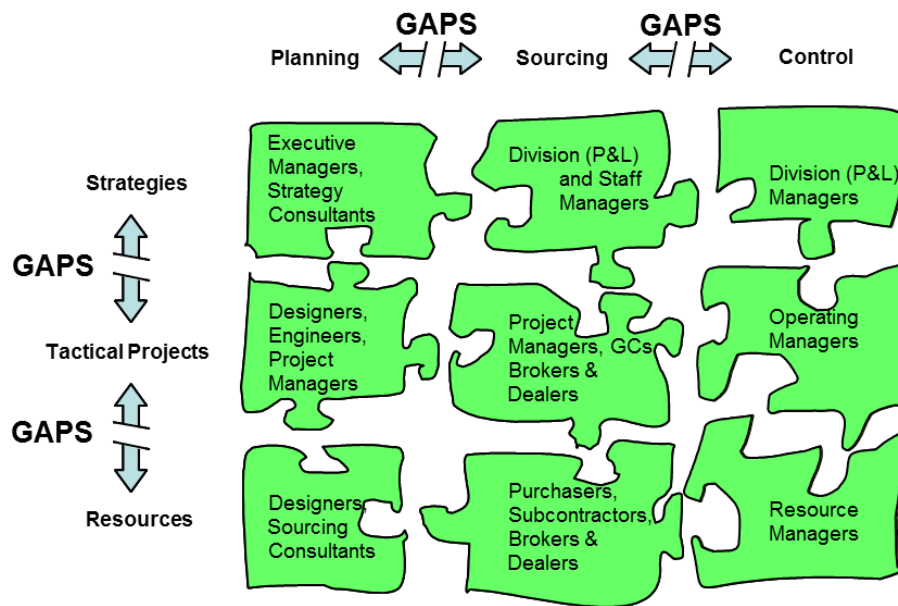 GAPS
GAPS
Planning
Sourcing
Control
Strategies
Executive
Managers,
Strategy
Consultants
Division (P&L)
and Staff
Managers
Division (P&L)
Managers
GAPS
Tactical Projects
Designers,
Engineers,
Project
Managers
Project
Managers, GCs
Brokers &
Dealers
Operating
Managers
GAPS
Resources
Designers,
Sourcing
Consultants
Purchasers,
Subcontractors,
Brokers &
Dealers
Resource
Managers